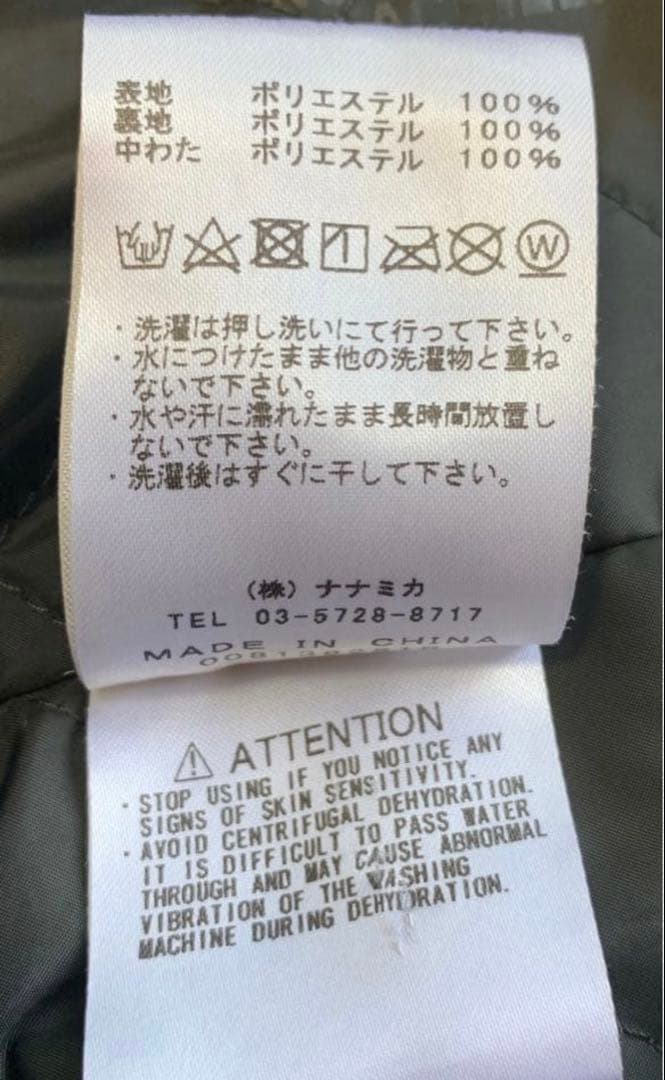 表地 ポリエステル 100%
裏地 ポリエステル 100%
中わた ポリエステル 100%
W
・洗濯は押し洗いにて行って下さい。
・水につけたまま他の洗濯物と重ね
ないで下さい。
・水や汗に濡れたまま長時間放置し
ないで下さい。
・洗濯後はすぐに干して下さい。
(株) ナナミカ
TEL 03-5728-8717
MADE IN CHINA
ATTENTION
・STOP USING IF YOU NOTICE ANY
SIGNS OF SKIN SENSITIVITY.
・AVOID CENTRIFUGAL DEHYDRATION.
IT IS DIFFICULT TO PASS WATER
THROUGH AND MAY CAUSE ABNORMAL
VIBRATION OF THE WASHING
MACHINE DURING DEHYDRATION.